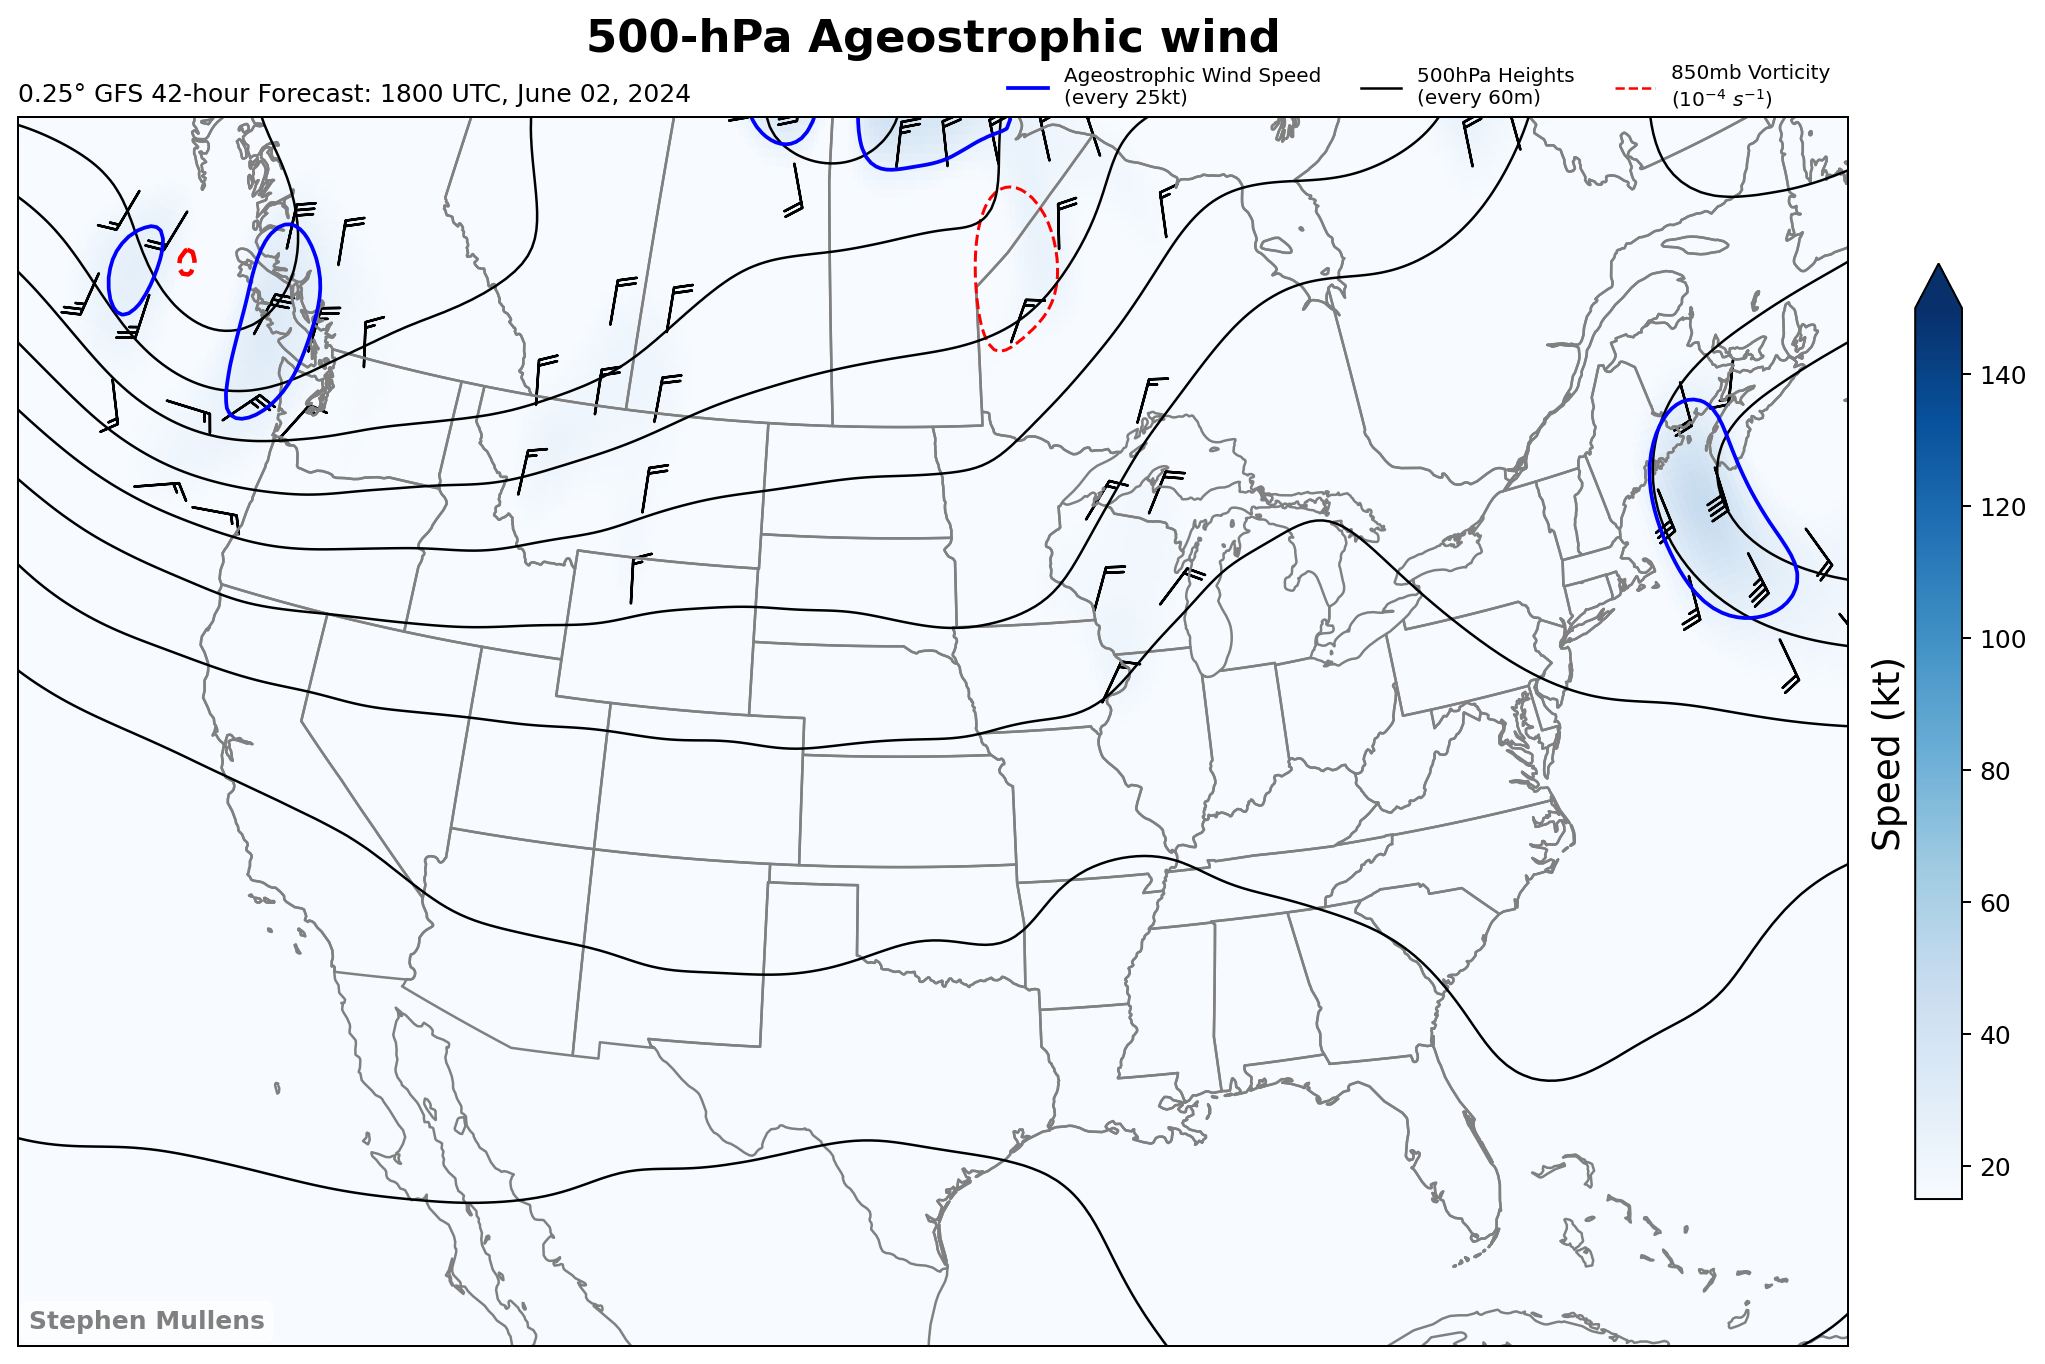 500-hPa Ageostrophic wind
0.25° GFS 42-hour Forecast: 1800 UTC, June 02, 2024
Ageostrophic Wind Speed
(every 25kt)
500hPa Heights
(every 60m)
850mb Vorticity
(10⁻⁴ s⁻¹)
140
120
100
80
60
40
20
Speed (kt)
Stephen Mullens